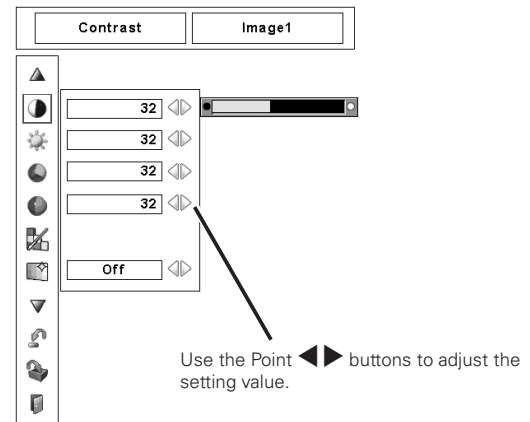 Contrast Image1
32
32
32
32
Off
Use the Point ◀▶ buttons to adjust the
setting value.